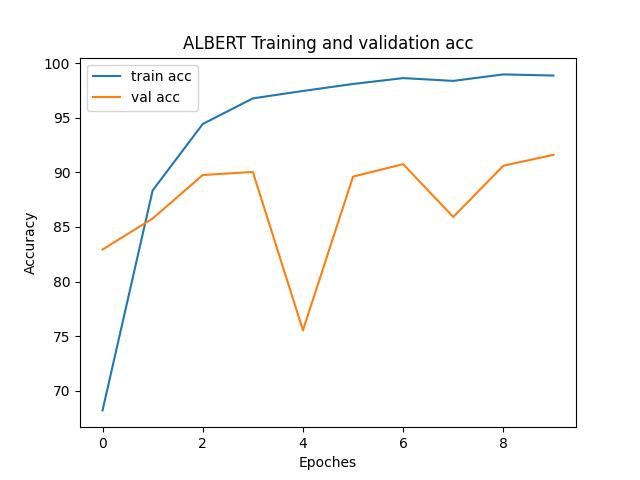 ALBERT Training and validation acc
train acc
val acc
100
95
90
85
80
75
70
Accuracy
0 2 4 6 8
Epoches